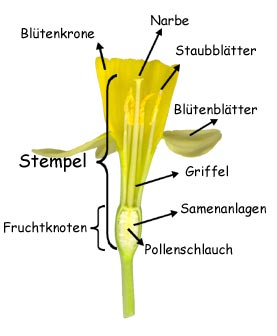 Narbe
Blütenkrone
Staubblätter
Blütenblätter
Stempel
Griffel
Samenanlagen
Fruchtknoten
Pollenschlauch